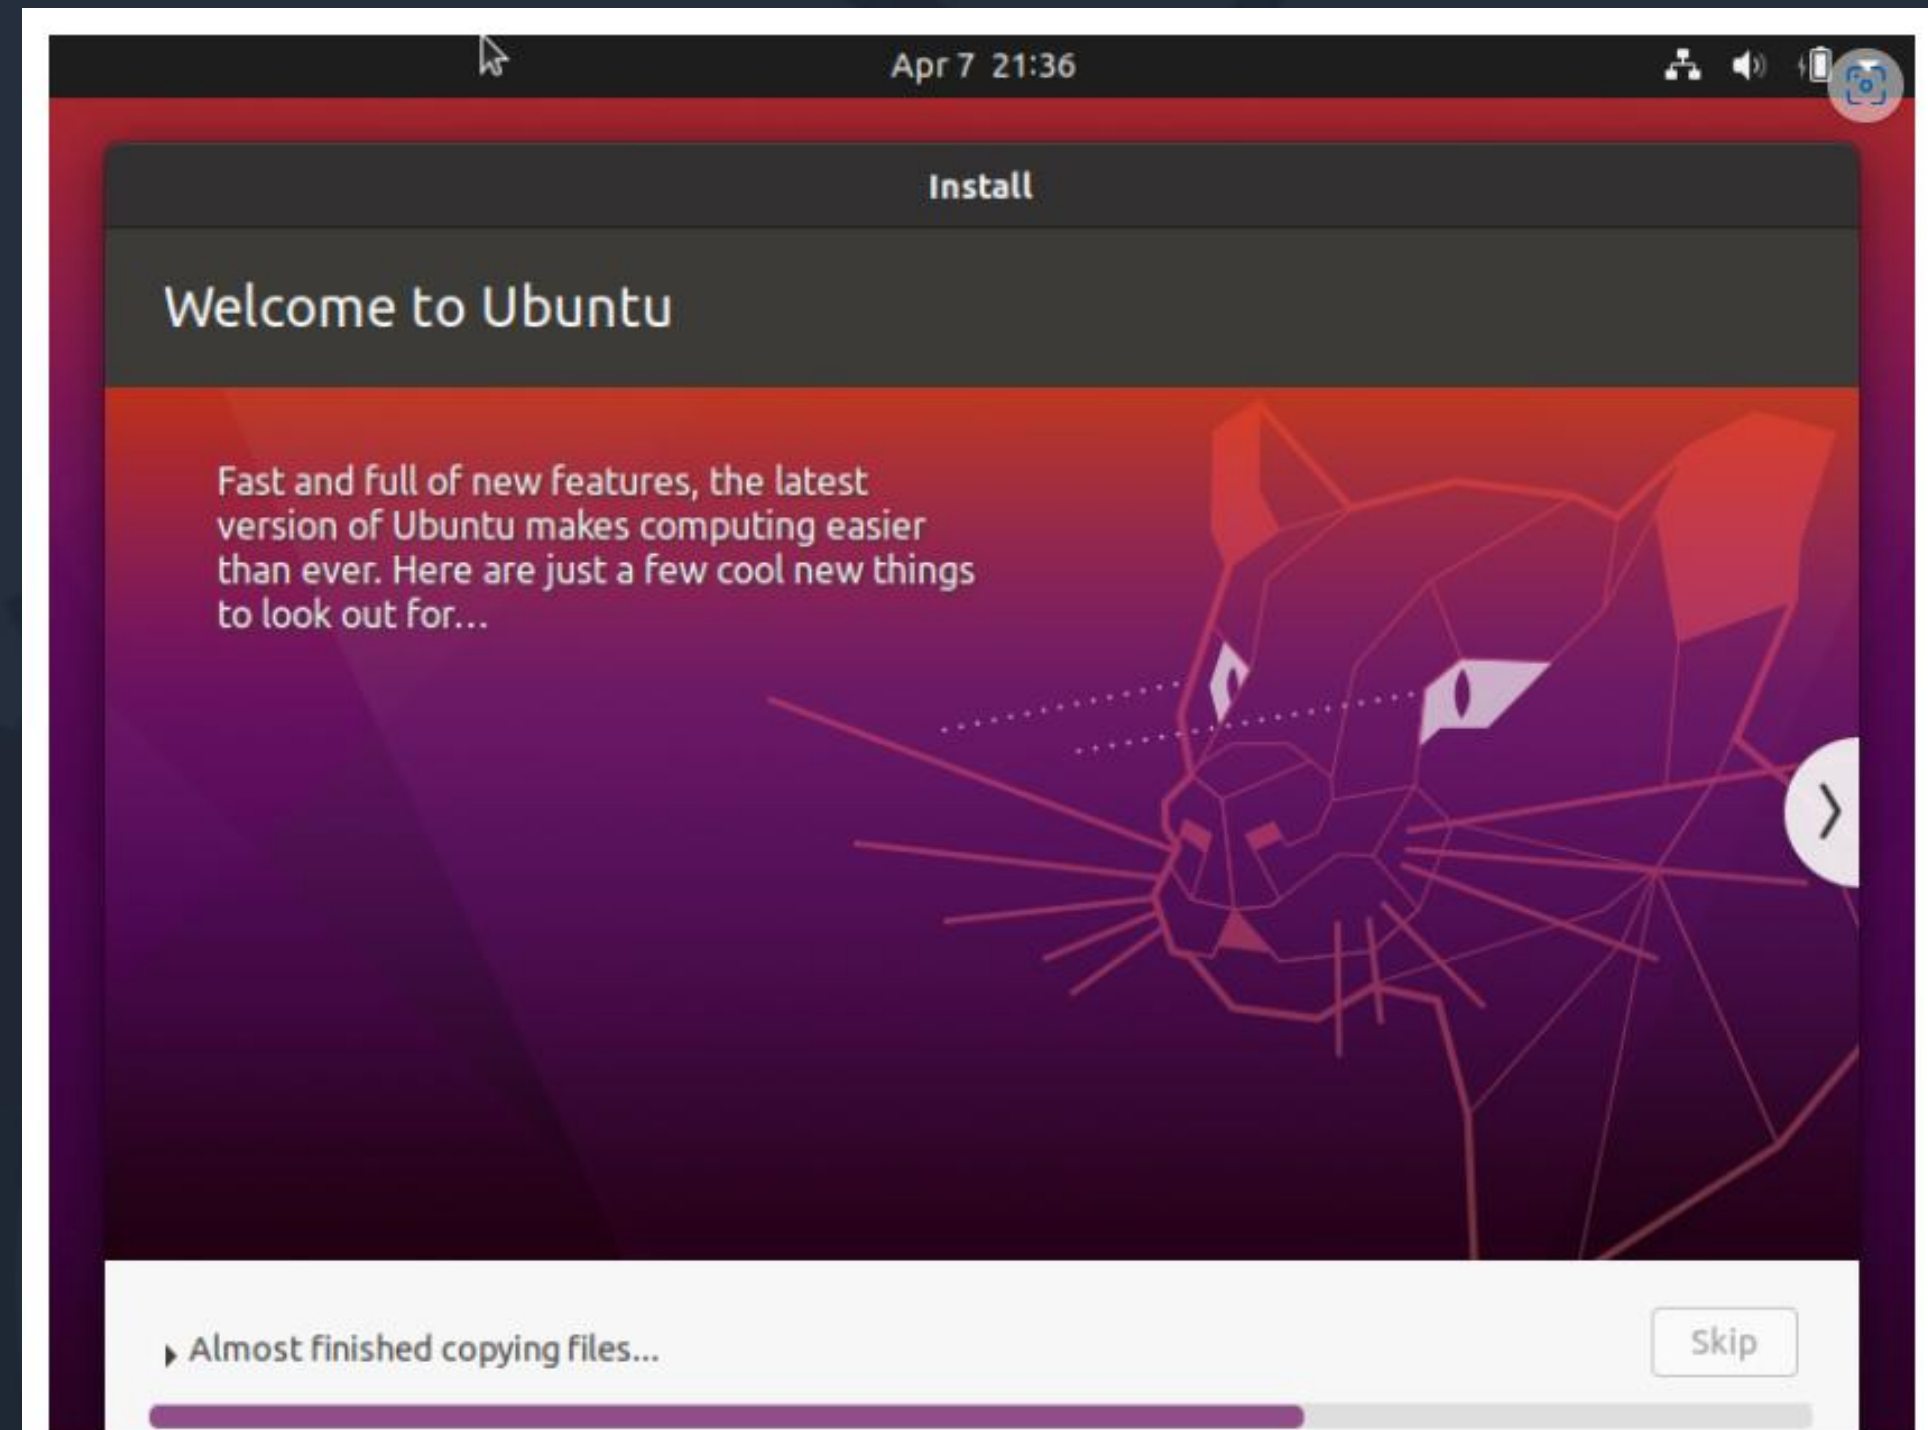 Apr 7  21:36
Install
Welcome to Ubuntu
Fast and full of new features, the latest
version of Ubuntu makes computing easier
than ever. Here are just a few cool new things
to look out for...
Almost finished copying files...
Skip